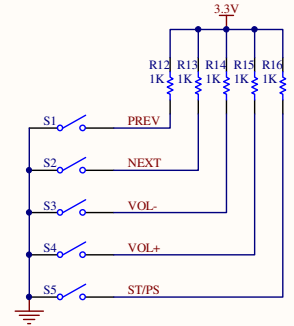 3.3V
R12 R13 R14 R15 R16
1K 1K 1K 1K 1K
S1 PREV
S2 NEXT
S3 VOL-
S4 VOL+
S5 ST/PS